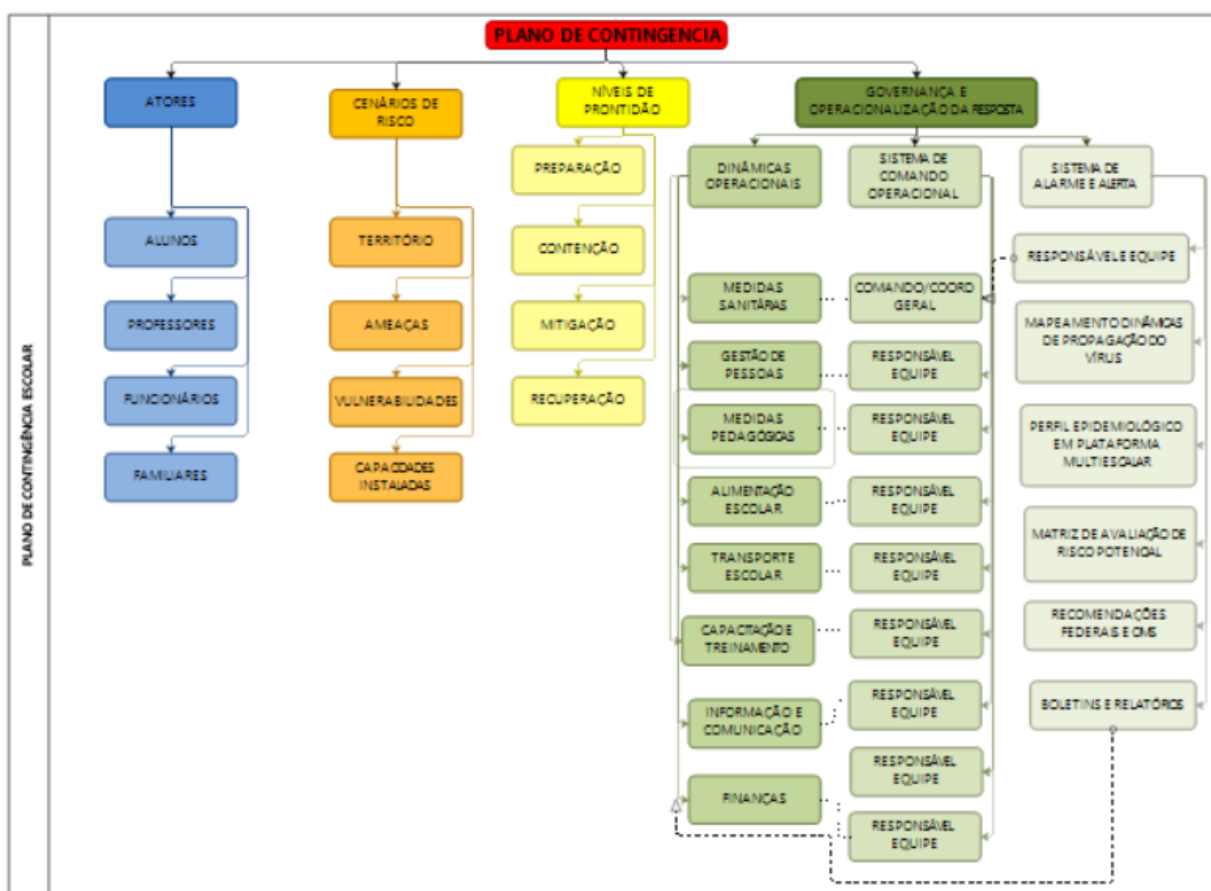 PLANO DE CONTINGÊNCIA ESCOLAR
PLANO DE CONTINGENCIA
ATORES
ALUNOS
PROFESSORES
FUNCIONÁRIOS
FAMILIARES
CENÁRIOS DE
RISCO
TERRITÓRIO
AMEAÇAS
VULNERABILIDADES
CAPACIDADES
INSTALADAS
NÍVEIS DE
PRONTIDÃO
PREPARAÇÃO
CONTENÇÃO
MITIGAÇÃO
RECUPERAÇÃO
GOVERNANÇA E
OPERACIONALIZAÇÃO DA RESPOSTA
DINÂMICAS
OPERACIONAIS
MEDIDAS
SANITÁRIAS
GESTÃO DE
PESSOAS
MEDIDAS
PEDAGÓGICAS
ALIMENTAÇÃO
ESCOLAR
TRANSPORTE
ESCOLAR
CAPACITAÇÃO E
TREINAMENTO
INFORMAÇÃO E
COMUNICAÇÃO
FINANÇAS
SISTEMA DE
COMANDO
OPERACIONAL
COMANDO/COORD
GERAL
RESPONSÁVEL
EQUIPE
RESPONSÁVEL
EQUIPE
RESPONSÁVEL
EQUIPE
RESPONSÁVEL
EQUIPE
RESPONSÁVEL
EQUIPE
RESPONSÁVEL
EQUIPE
RESPONSÁVEL
EQUIPE
RESPONSÁVEL
EQUIPE
SISTEMA DE
ALARME E ALERTA
RESPONSÁVEL E EQUIPE
MAPEAMENTO DINÂMICAS
DE PROPAGAÇÃO DO
VÍRUS
PERFIL EPIDEMIOLÓGICO
EM PLATAFORMA
MULTIESCALAR
MATRIZ DE AVALIAÇÃO DE
RISCO POTENCIAL
RECOMENDAÇÕES
FEDERAIS E OMS
BOLETINS E RELATÓRIOS